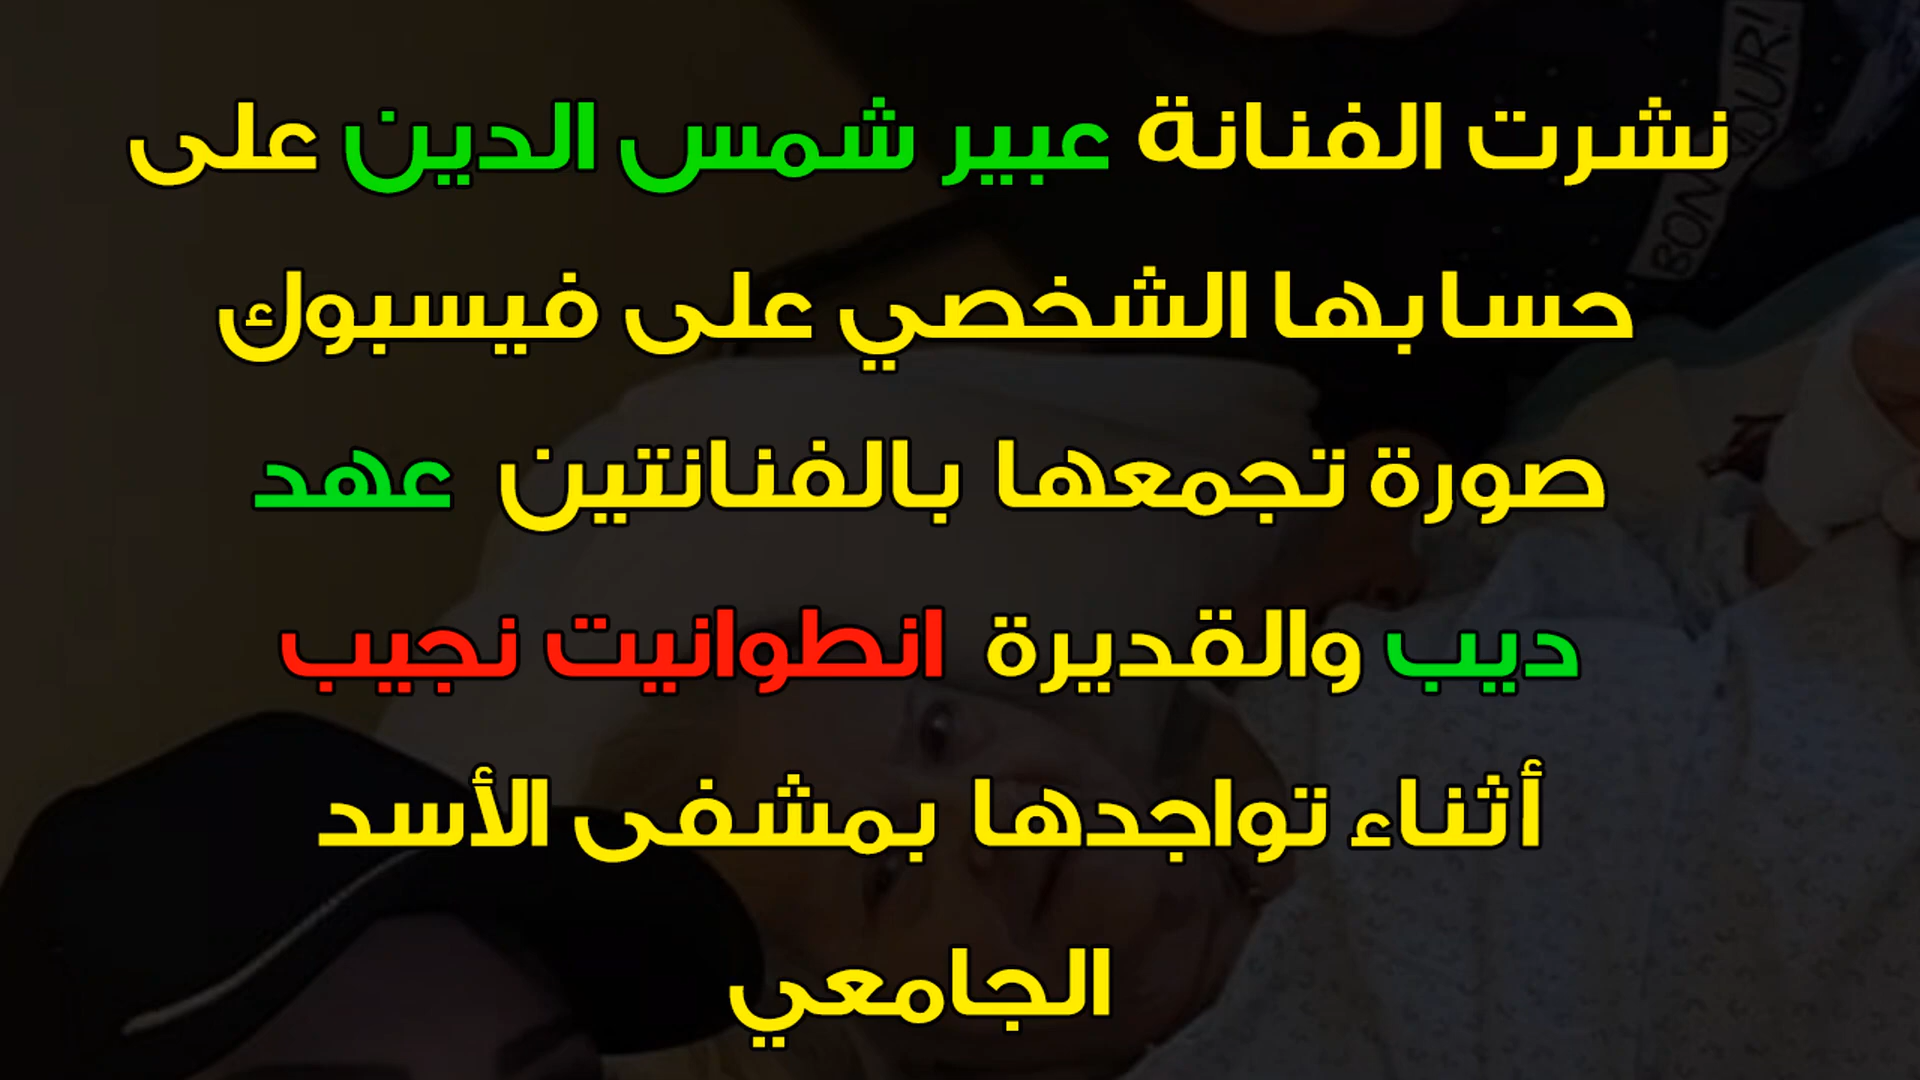 نشرت الفنانة عبير شمس الدين على
حسابها الشخصي على فيسبوك
صورة تجمعها بالفنانتين عهد
ديب والقديرة انطوانيت نجيب
أثناء تواجدها بمشفى الأسد
الجامعي
BONJOUR!